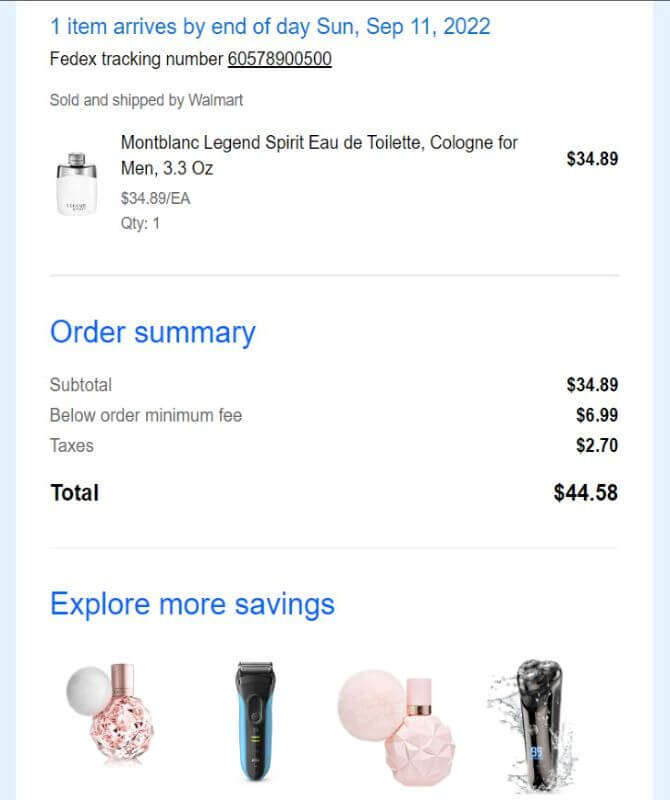 1 item arrives by end of day Sun, Sep 11, 2022
Fedex tracking number 60578900500
Sold and shipped by Walmart
Montblanc Legend Spirit Eau de Toilette, Cologne for
Men, 3.3 Oz
$34.89
$34.89/EA
Qty: 1
Order summary
Subtotal $34.89
Below order minimum fee $6.99
Taxes $2.70
Total $44.58
Explore more savings